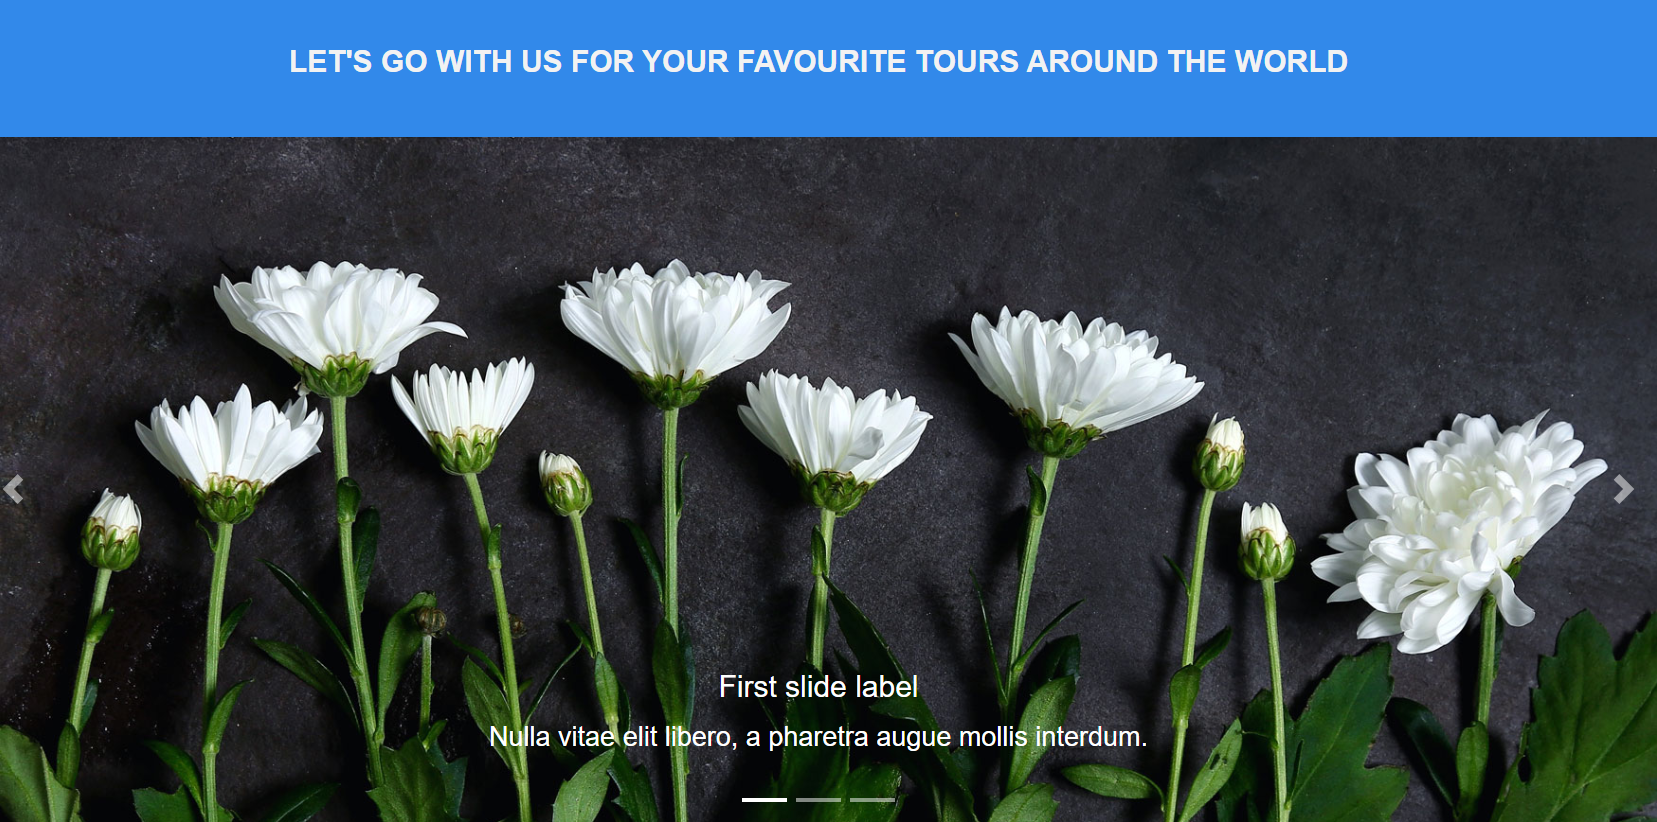 LET'S GO WITH US FOR YOUR FAVOURITE TOURS AROUND THE WORLD
First slide label
Nulla vitae elit libero, a pharetra augue mollis interdum.